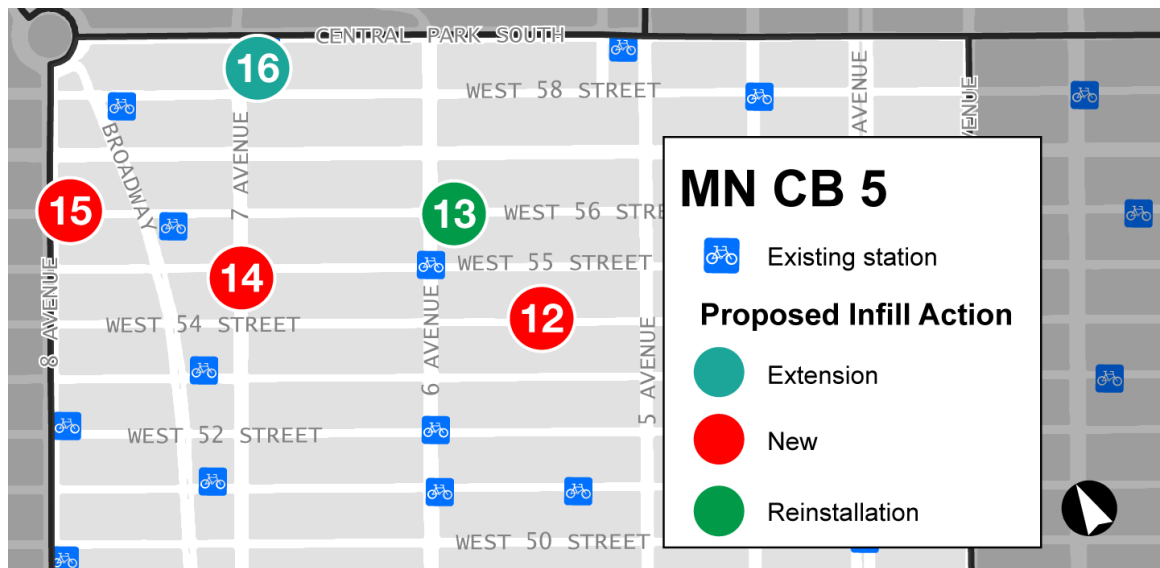 CENTRAL PARK SOUTH
16
WEST 58 STREET
AVENUE
AVENUE
BROADWAY
7 AVENUE
15
13
WEST 56 STRE
MN CB 5
Existing station
Proposed Infill Action
Extension
New
Reinstallation
14
WEST 55 STREET
8 AVENUE
12
WEST 54 STREET
6 AVENUE
5 AVENUE
WEST 52 STREET
WEST 50 STREET